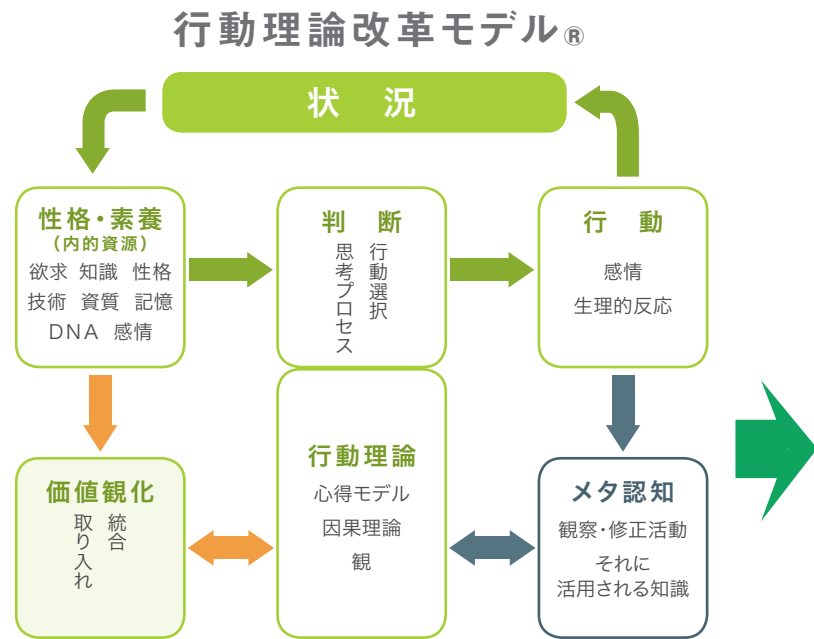 行動理論改革モデル®
状 況
性格・素養
(内的資源)
欲求 知識 性格
技術 資質 記憶
DNA 感情
判 断
行動選択
思考プロセス
行 動
感情
生理的反応
価値観化
統合
取り入れ
行動理論
心得モデル
因果理論
観
メタ認知
観察・修正活動
それに
活用される知識